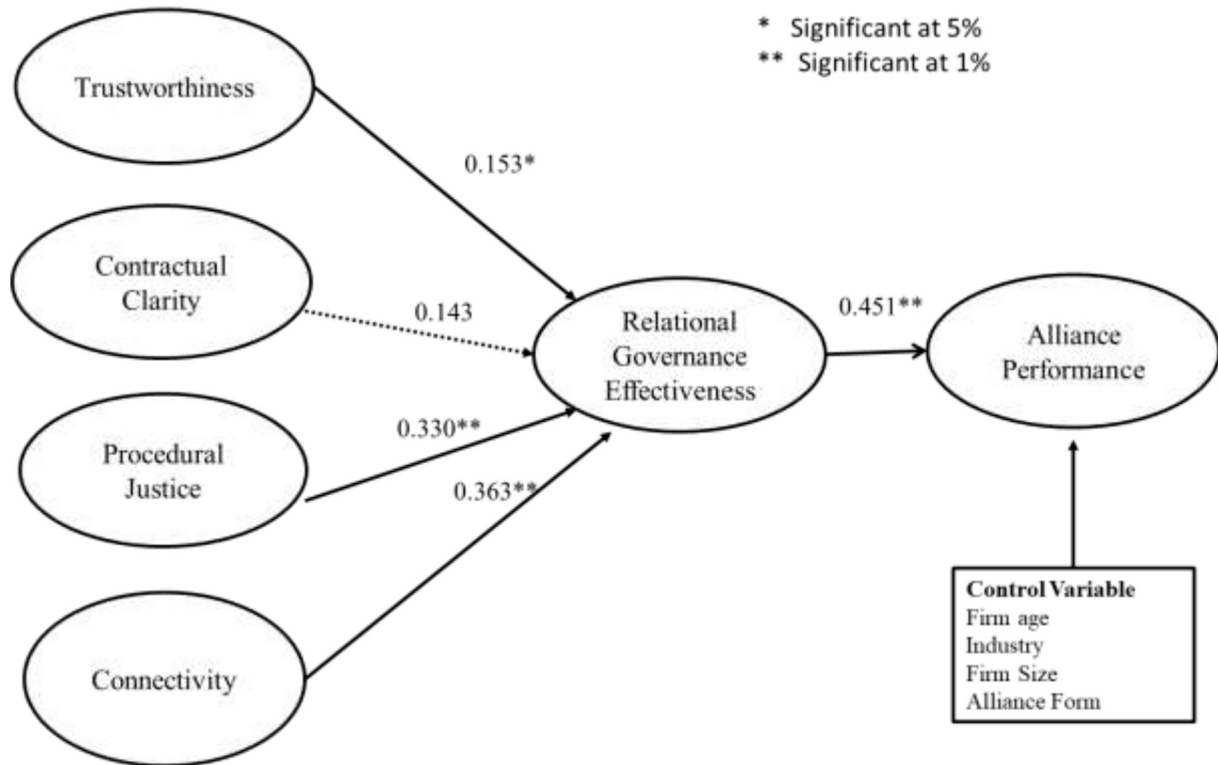 * Significant at 5%
** Significant at 1%
Trustworthiness
0.153*
Contractual
Clarity
0.143
Procedural
Justice
0.330**
0.363**
Connectivity
Relational
Governance
Effectiveness
0.451**
Alliance
Performance
Control Variable
Firm age
Industry
Firm Size
Alliance Form